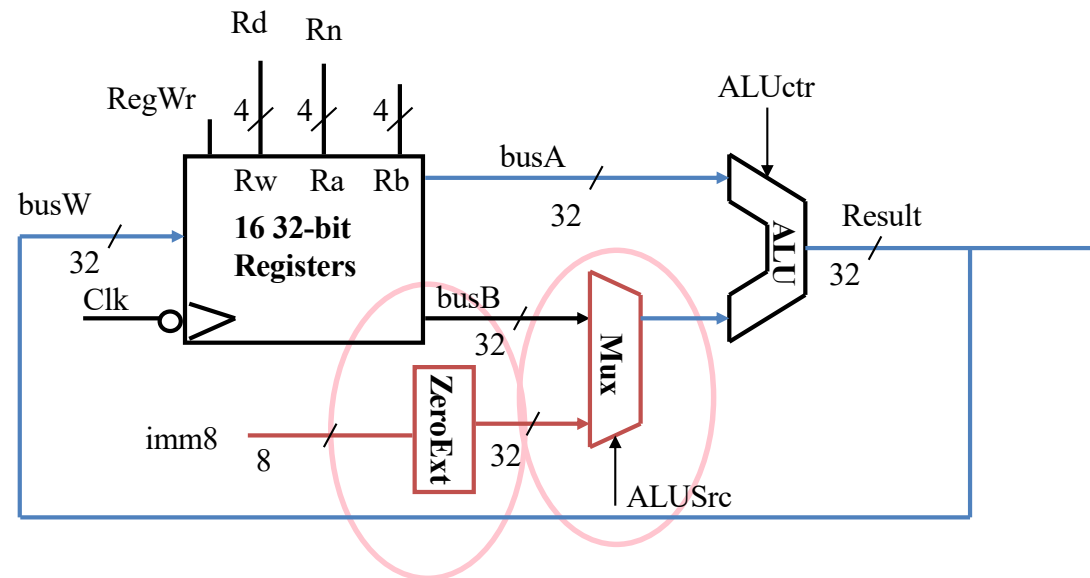 Rd
Rn
RegWr
4
4
4
ALUctr
busW
32
Rw
Ra
Rb
16 32-bit
Registers
busA
32
ALU
Result
32
Clk
busB
32
Mux
ZeroExt
imm8
8
32
ALUSrc